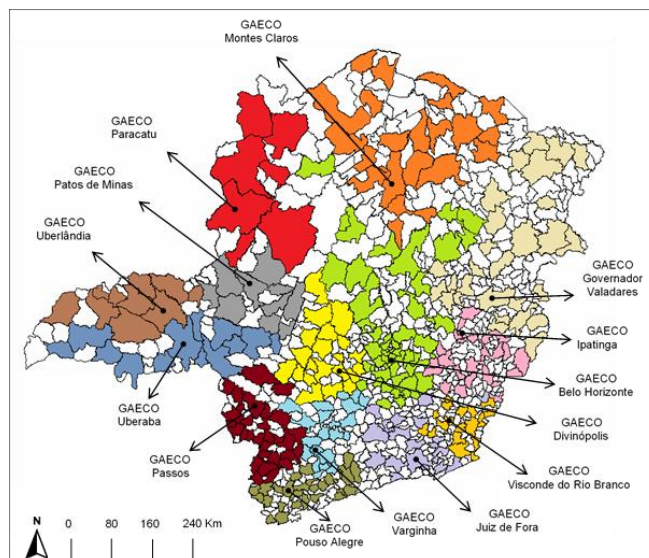 GAECO
Montes Claros
GAECO
Paracatu
GAECO
Patos de Minas
GAECO
Uberlândia
GAECO
Governador
Valadares
GAECO
Ipatinga
GAECO
Belo Horizonte
GAECO
Uberaba
GAECO
Divinópolis
GAECO
Passos
GAECO
Visconde do Rio Branco
GAECO
Pouso Alegre
GAECO
Varginha
GAECO
Juiz de Fora
N
0 80 160 240 Km